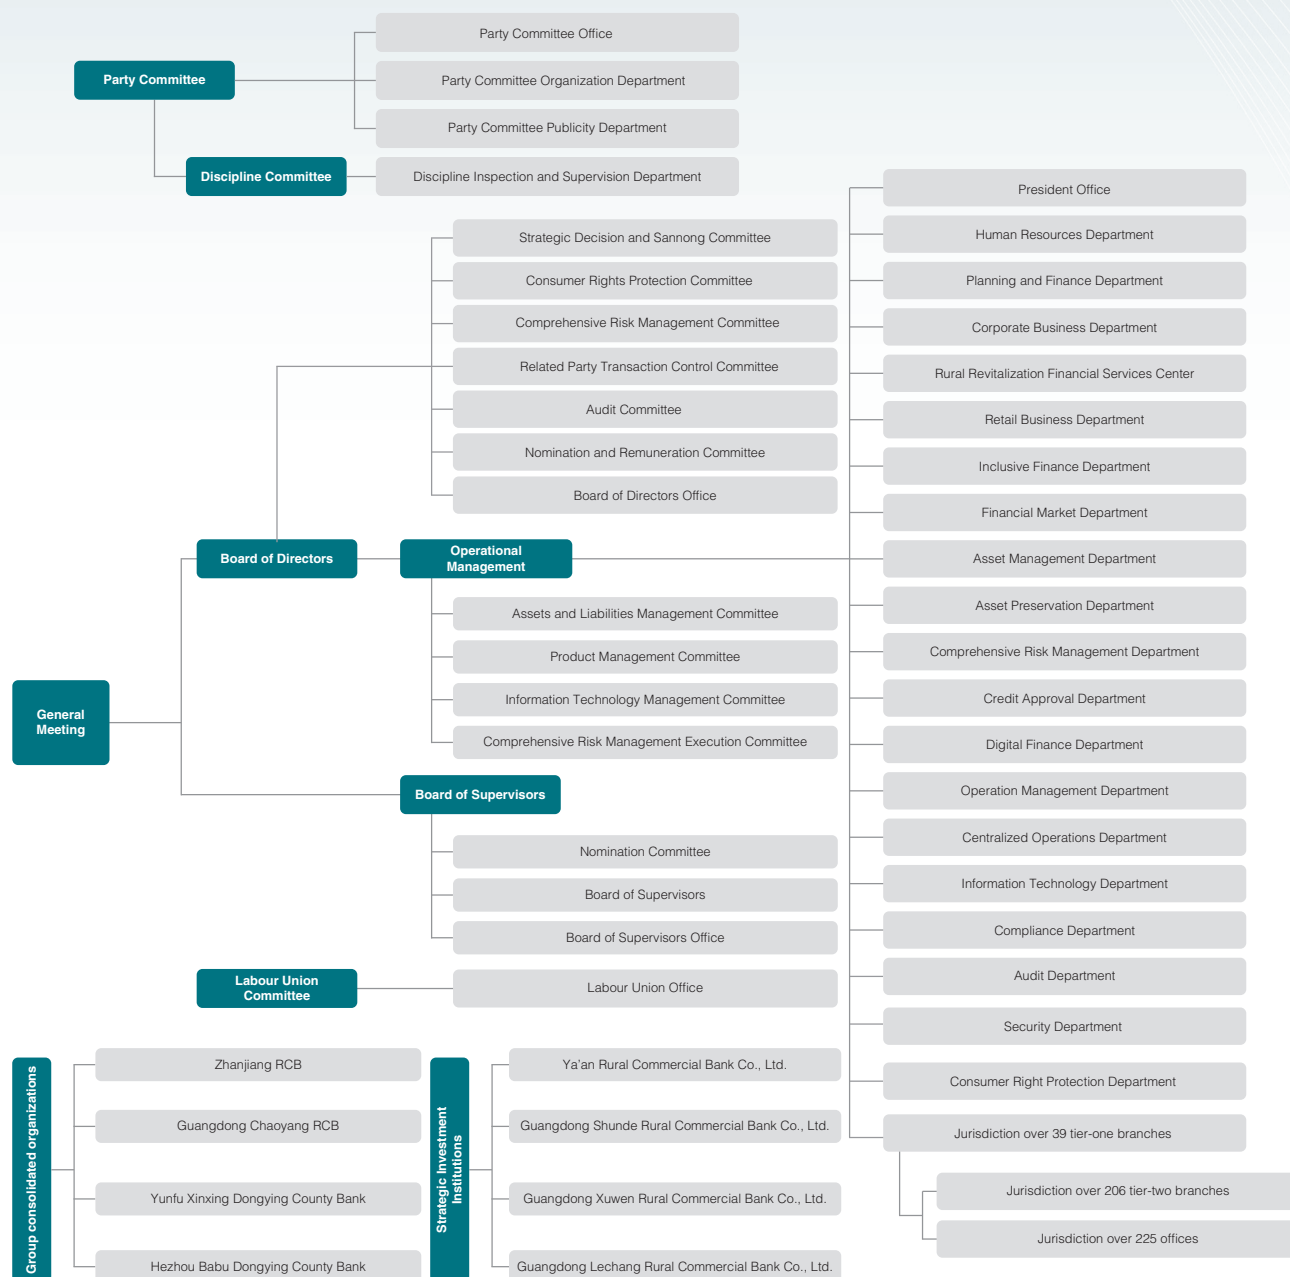 Party Committee
Party Committee Office
Party Committee Organization Department
Party Committee Publicity Department
Discipline Committee
Discipline Inspection and Supervision Department
General
Meeting
Board of Directors
Strategic Decision and Sannong Committee
Consumer Rights Protection Committee
Comprehensive Risk Management Committee
Related Party Transaction Control Committee
Audit Committee
Nomination and Remuneration Committee
Board of Directors Office
Operational
Management
Assets and Liabilities Management Committee
Product Management Committee
Information Technology Management Committee
Comprehensive Risk Management Execution Committee
Board of Supervisors
Nomination Committee
Board of Supervisors
Board of Supervisors Office
Labour Union
Committee
Labour Union Office
President Office
Human Resources Department
Planning and Finance Department
Corporate Business Department
Rural Revitalization Financial Services Center
Retail Business Department
Inclusive Finance Department
Financial Market Department
Asset Management Department
Asset Preservation Department
Comprehensive Risk Management Department
Credit Approval Department
Digital Finance Department
Operation Management Department
Centralized Operations Department
Information Technology Department
Compliance Department
Audit Department
Security Department
Consumer Right Protection Department
Jurisdiction over 39 tier-one branches
Jurisdiction over 206 tier-two branches
Jurisdiction over 225 offices
Group consolidated organizations
Zhanjiang RCB
Guangdong Chaoyang RCB
Yunfu Xinxing Dongying County Bank
Hezhou Babu Dongying County Bank
Strategic Investment
Institutions
Ya'an Rural Commercial Bank Co., Ltd.
Guangdong Shunde Rural Commercial Bank Co., Ltd.
Guangdong Xuwen Rural Commercial Bank Co., Ltd.
Guangdong Lechang Rural Commercial Bank Co., Ltd.